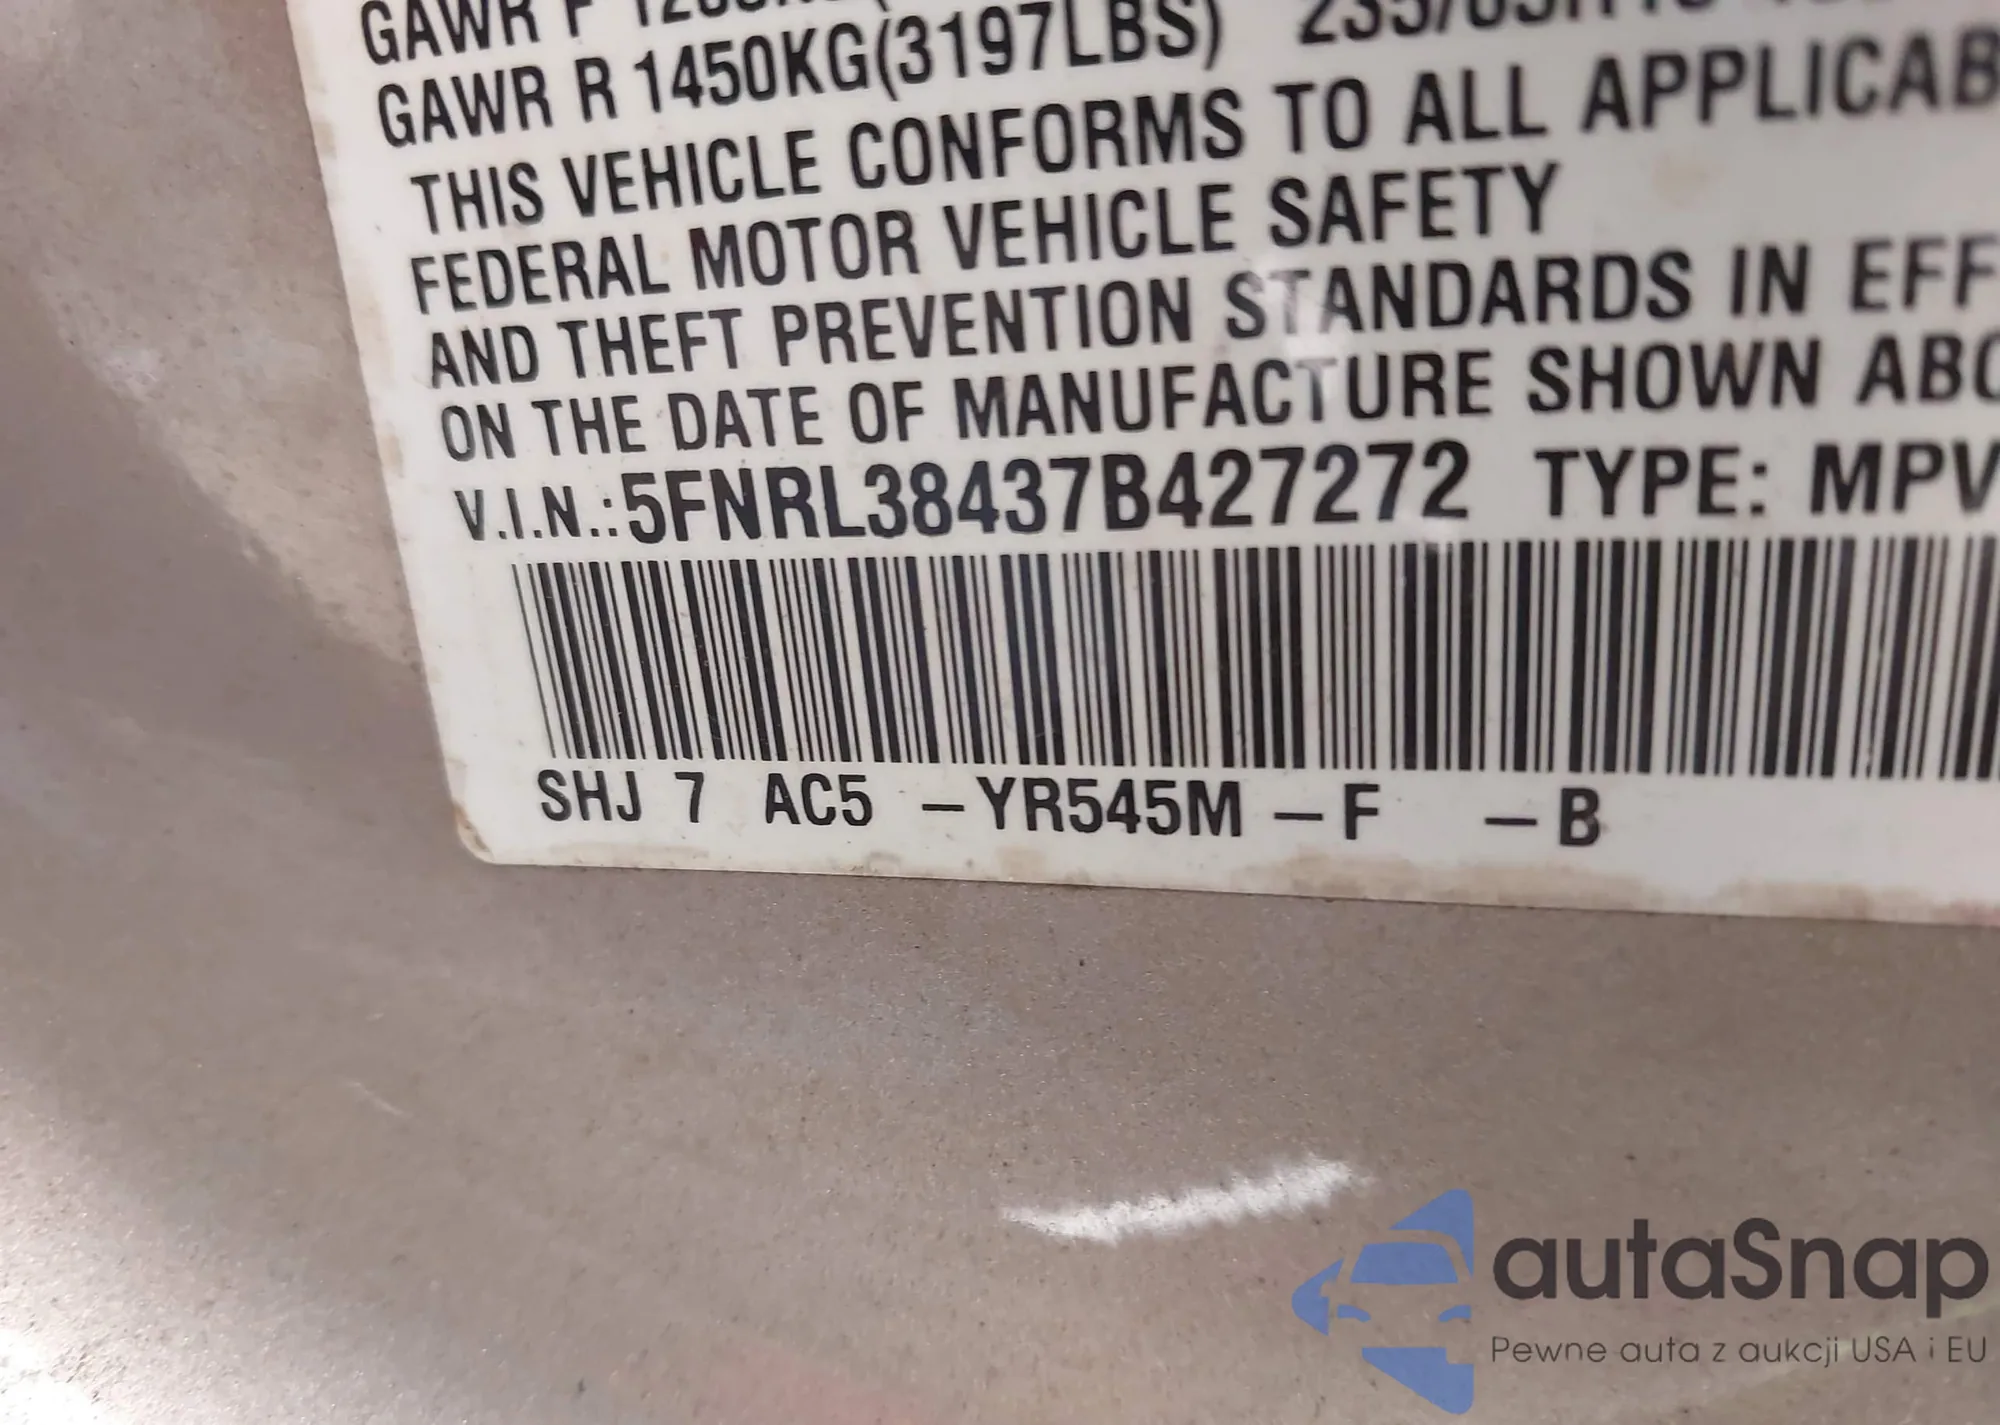 GAWR F
GAWR R 1450KG(3197LBS)
THIS VEHICLE CONFORMS TO ALL APPLICAB
FEDERAL MOTOR VEHICLE SAFETY
AND THEFT PREVENTION STANDARDS IN EFF
ON THE DATE OF MANUFACTURE SHOWN ABO
V.I.N.:5FNRL38437B427272 TYPE: MPV
SHJ 7 AC5 -YR545M -F -B
autaSnap
Pewne auta z aukcji USA i EU